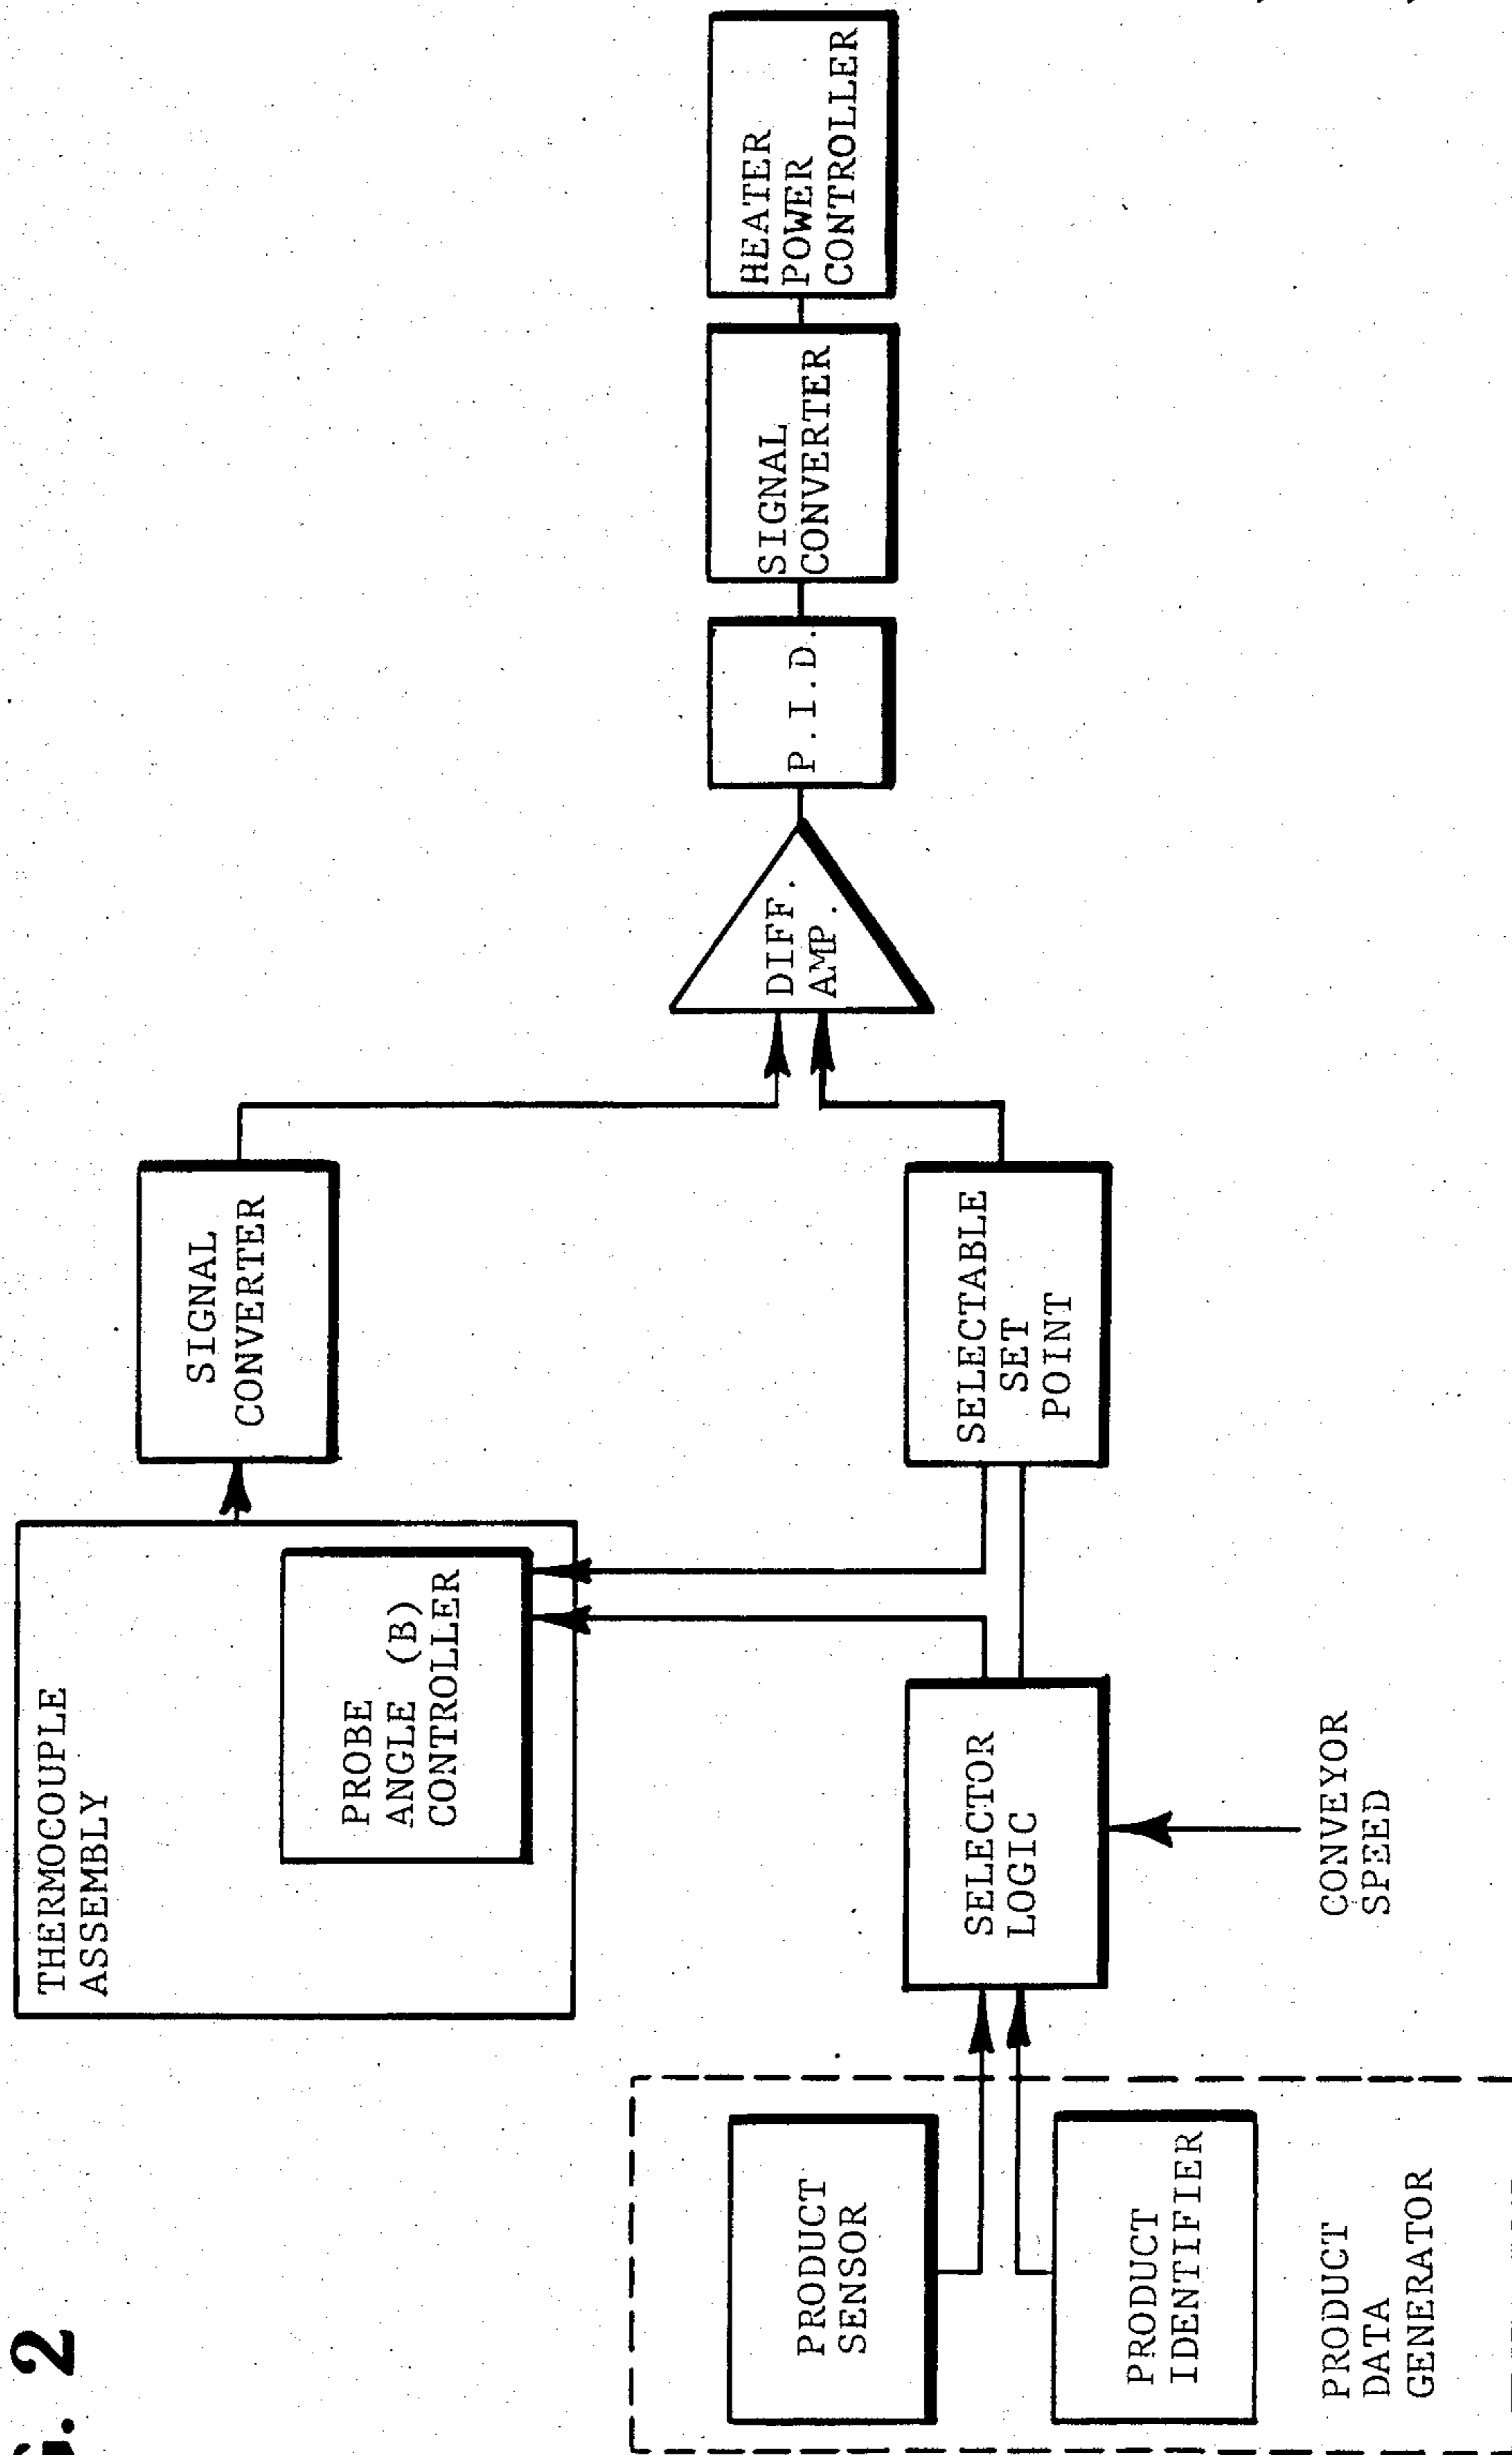 THERMOCOUPLE
ASSEMBLY
PROBE
ANGLE (B)
CONTROLLER
SIGNAL
CONVERTER
PRODUCT
SENSOR
PRODUCT
IDENTIFIER
PRODUCT
DATA
GENERATOR
SELECTOR
LOGIC
CONVEYOR
SPEED
SELECTABLE
SET
POINT
DIFF.
AMP.
P.I.D.
SIGNAL
CONVERTER
HEATER
POWER
CONTROLLER
2